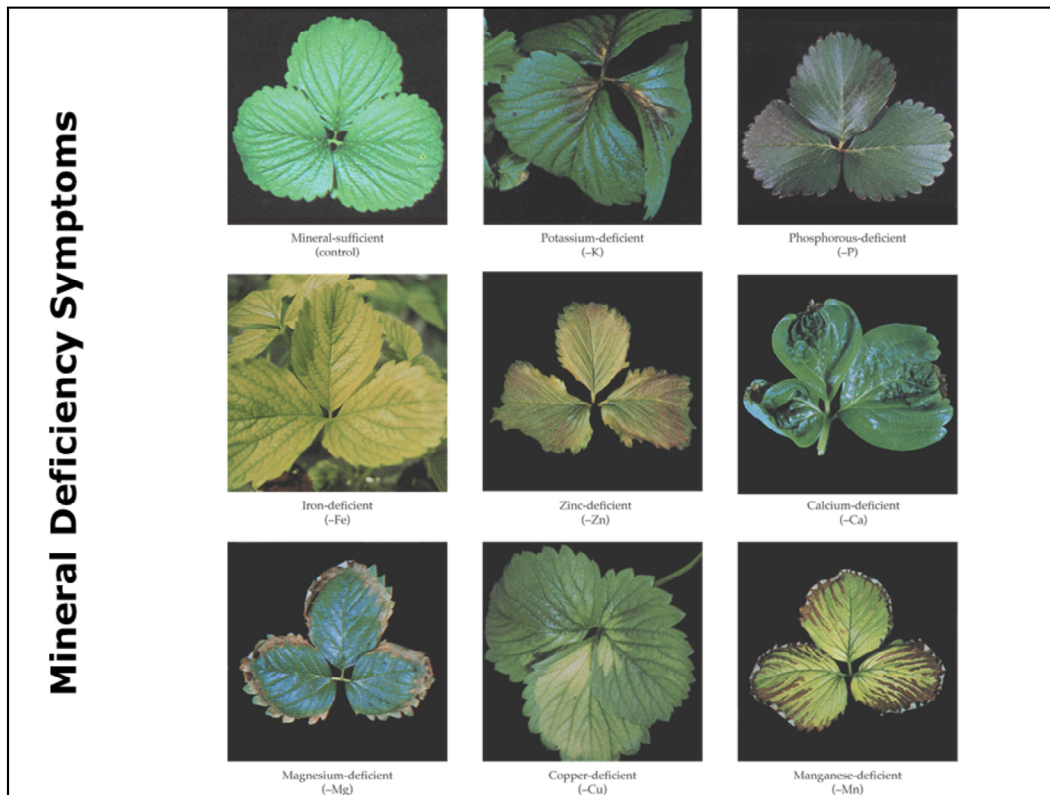 Mineral Deficiency Symptoms
Mineral-sufficient
(control)
Potassium-deficient
(–K)
Phosphorous-deficient
(–P)
Iron-deficient
(–Fe)
Zinc-deficient
(–Zn)
Calcium-deficient
(–Ca)
Magnesium-deficient
(–Mg)
Copper-deficient
(–Cu)
Manganese-deficient
(–Mn)